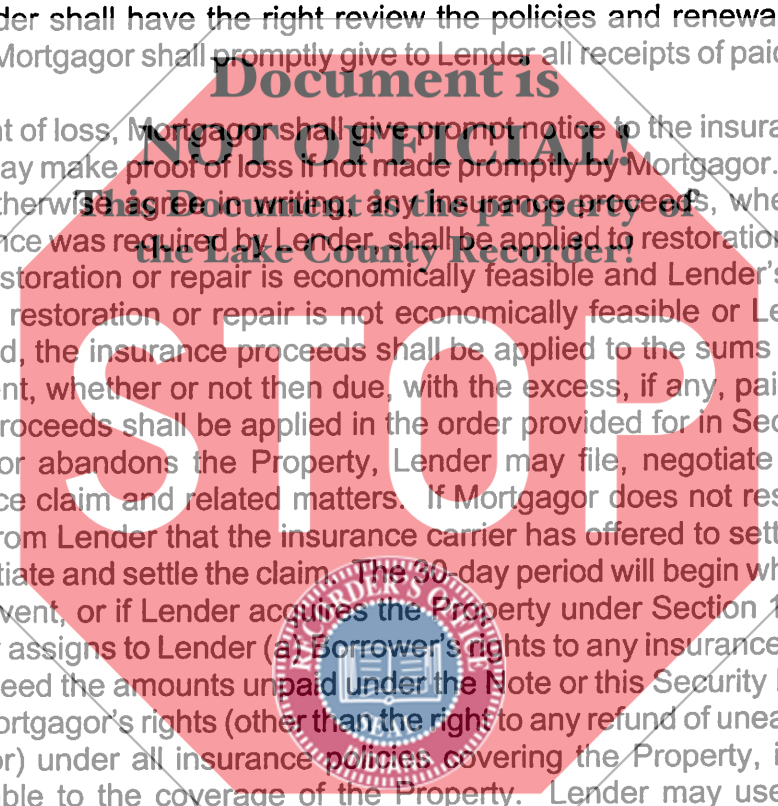 der shall have the right review the policies and renewa
Mortgagor shall promptly give to Lender all receipts of paid
Document is
nt of loss, Mortgagor shall give prompt notice to the insura
NOT OFFICIAL!
ay make proof of loss if not made promptly by Mortgagor.
This Document is the property of
therwise agree in writing, any insurance proceeds, whe
the Lake County Recorder!
nce was required by Lender, shall be applied to restoration
storation or repair is economically feasible and Lender's
restoration or repair is not economically feasible or Le
d, the insurance proceeds shall be applied to the sums
nt, whether or not then due, with the excess, if any, pai
roceeds shall be applied in the order provided for in Sec
or abandons the Property, Lender may file, negotiate
ce claim and related matters. If Mortgagor does not res
rom Lender that the insurance carrier has offered to sett
tiate and settle the claim. The 30-day period will begin wh
vent, or if Lender acquires the Property under Section 1
assigns to Lender (a) Borrower's rights to any insurance
eed the amounts unpaid under the Note or this Security
ortgagor's rights (other than the right to any refund of unea
or) under all insurance policies covering the Property, i
ble to the coverage of the Property. Lender may use
STOP
RECORDER'S OFFICE